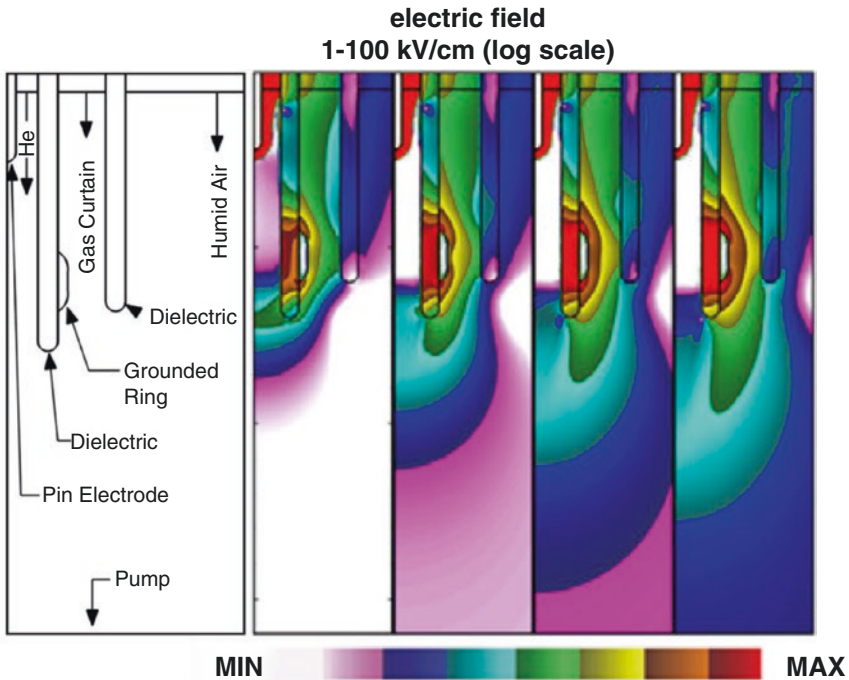 electric field
1-100 kV/cm (log scale)
He
Gas Curtain
Humid Air
Dielectric
Grounded
Ring
Dielectric
Pin Electrode
Pump
MIN
MAX